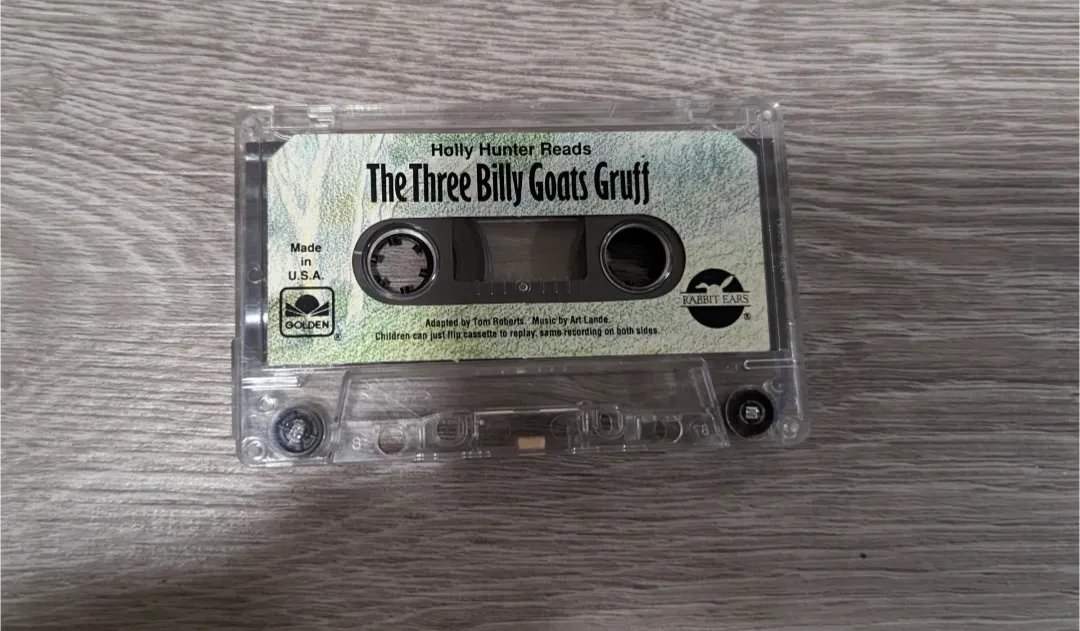 Holly Hunter Reads
The Three Billy Goats Gruff
Made
in
U.S.A.
GOLDEN
®
RABBIT EARS
®
Adapted by Tom Roberts. Music by Art Lande.
Children can just flip cassette to replay: same recording on both sides.